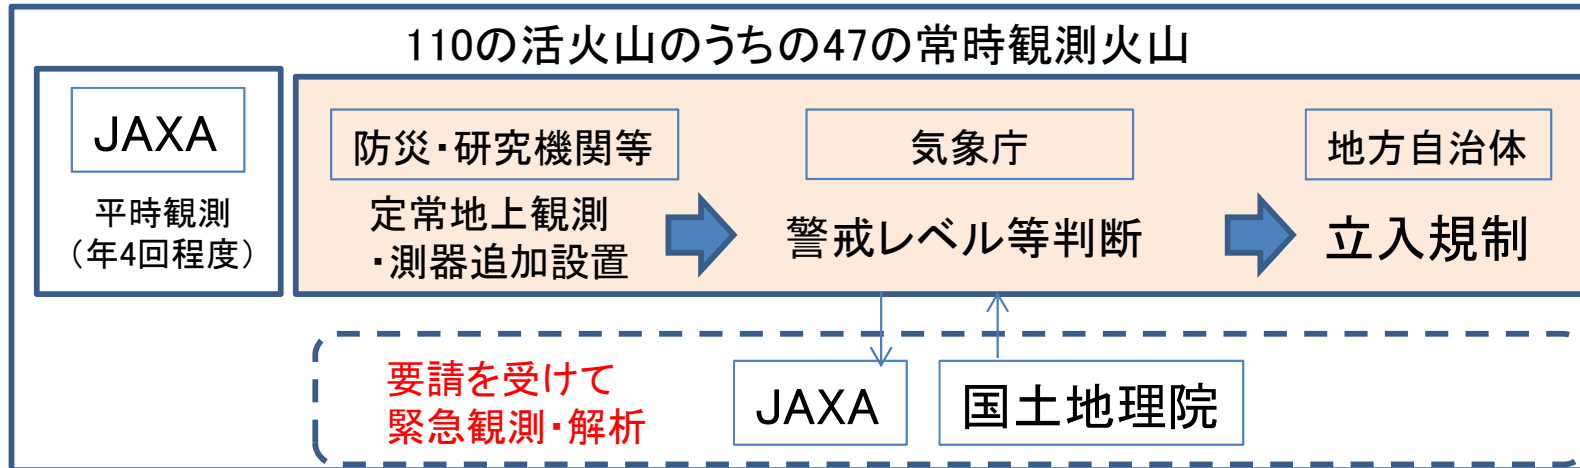 110の活火山のうちの47の常時観測火山
JAXA
平時観測
（年4回程度）
防災・研究機関等
定常地上観測
・測器追加設置
気象庁
警戒レベル等判断
地方自治体
立入規制
要請を受けて
緊急観測・解析
JAXA
国土地理院